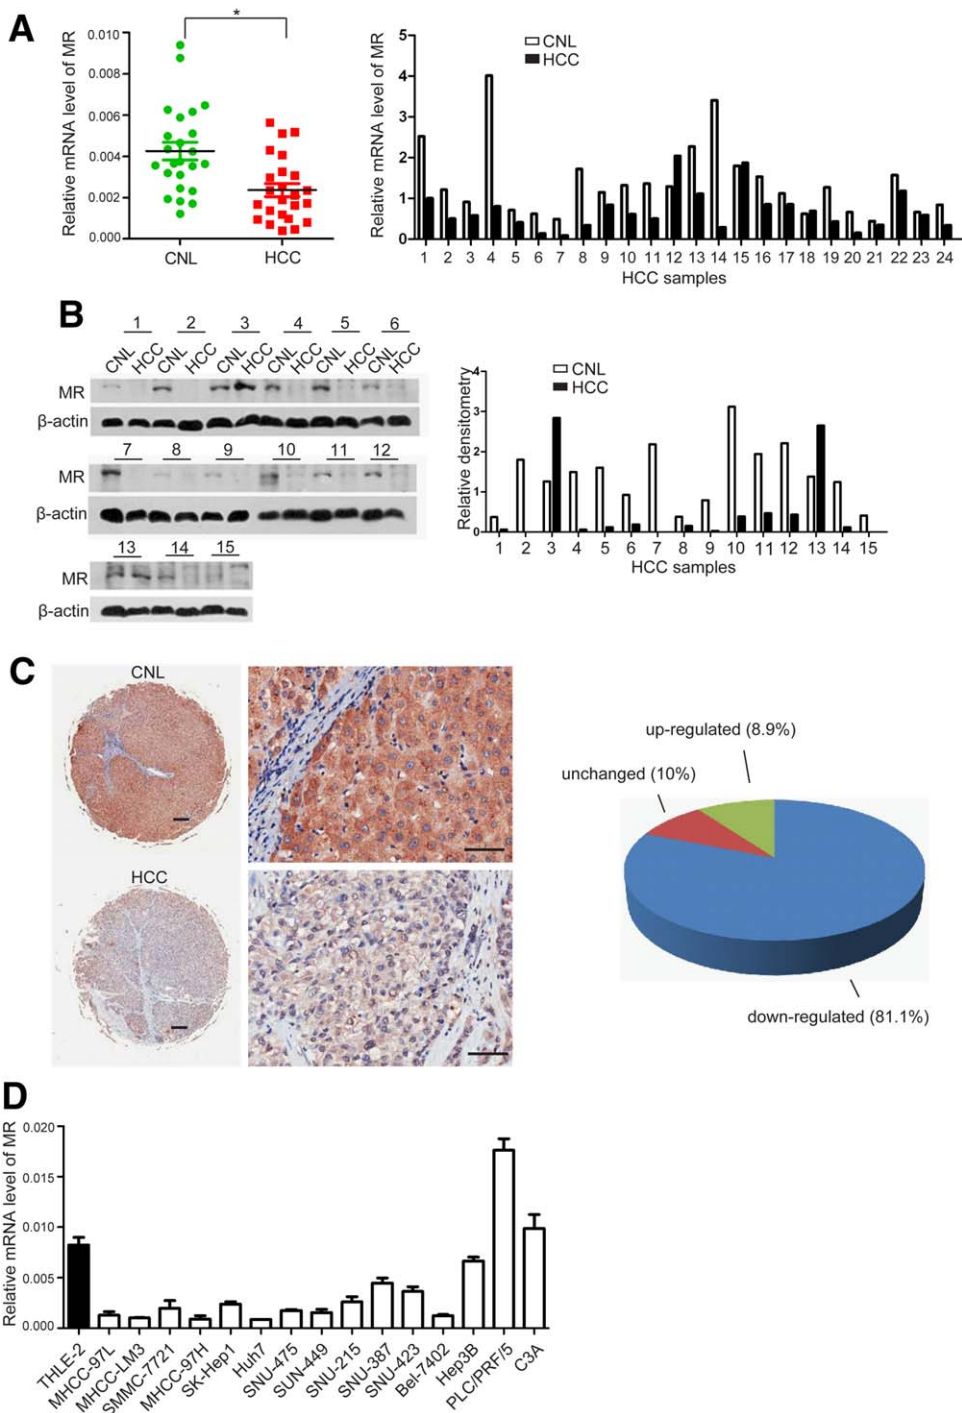 A
Relative mRNA level of MR
0.010
0.008
0.006
0.004
0.002
0.000
*
CNL HCC
Relative mRNA level of MR
5
4
3
2
1
0
CNL
HCC
1 2 3 4 5 6 7 8 9 10 11 12 13 14 15 16 17 18 19 20 21 22 23 24
HCC samples
B
1 2 3 4 5 6
CNL HCC CNL HCC CNL HCC CNL HCC CNL HCC CNL HCC
MR
β-actin
7 8 9 10 11 12
MR
β-actin
13 14 15
MR
β-actin
Relative densitometry
4
3
2
1
0
CNL
HCC
1 2 3 4 5 6 7 8 9 10 11 12 13 14 15
HCC samples
C
CNL
HCC
up-regulated (8.9%)
unchanged (10%)
down-regulated (81.1%)
D
Relative mRNA level of MR
0.020
0.015
0.010
0.005
0.000
THLE-2
MHCC-97L
MHCC-LM3
SMMC-7721
MHCC-97H
SK-Hep1
Huh7
SNU-475
SUN-449
SNU-215
SNU-387
SNU-423
Bel-7402
Hep3B
PLC/PRF/5
C3A